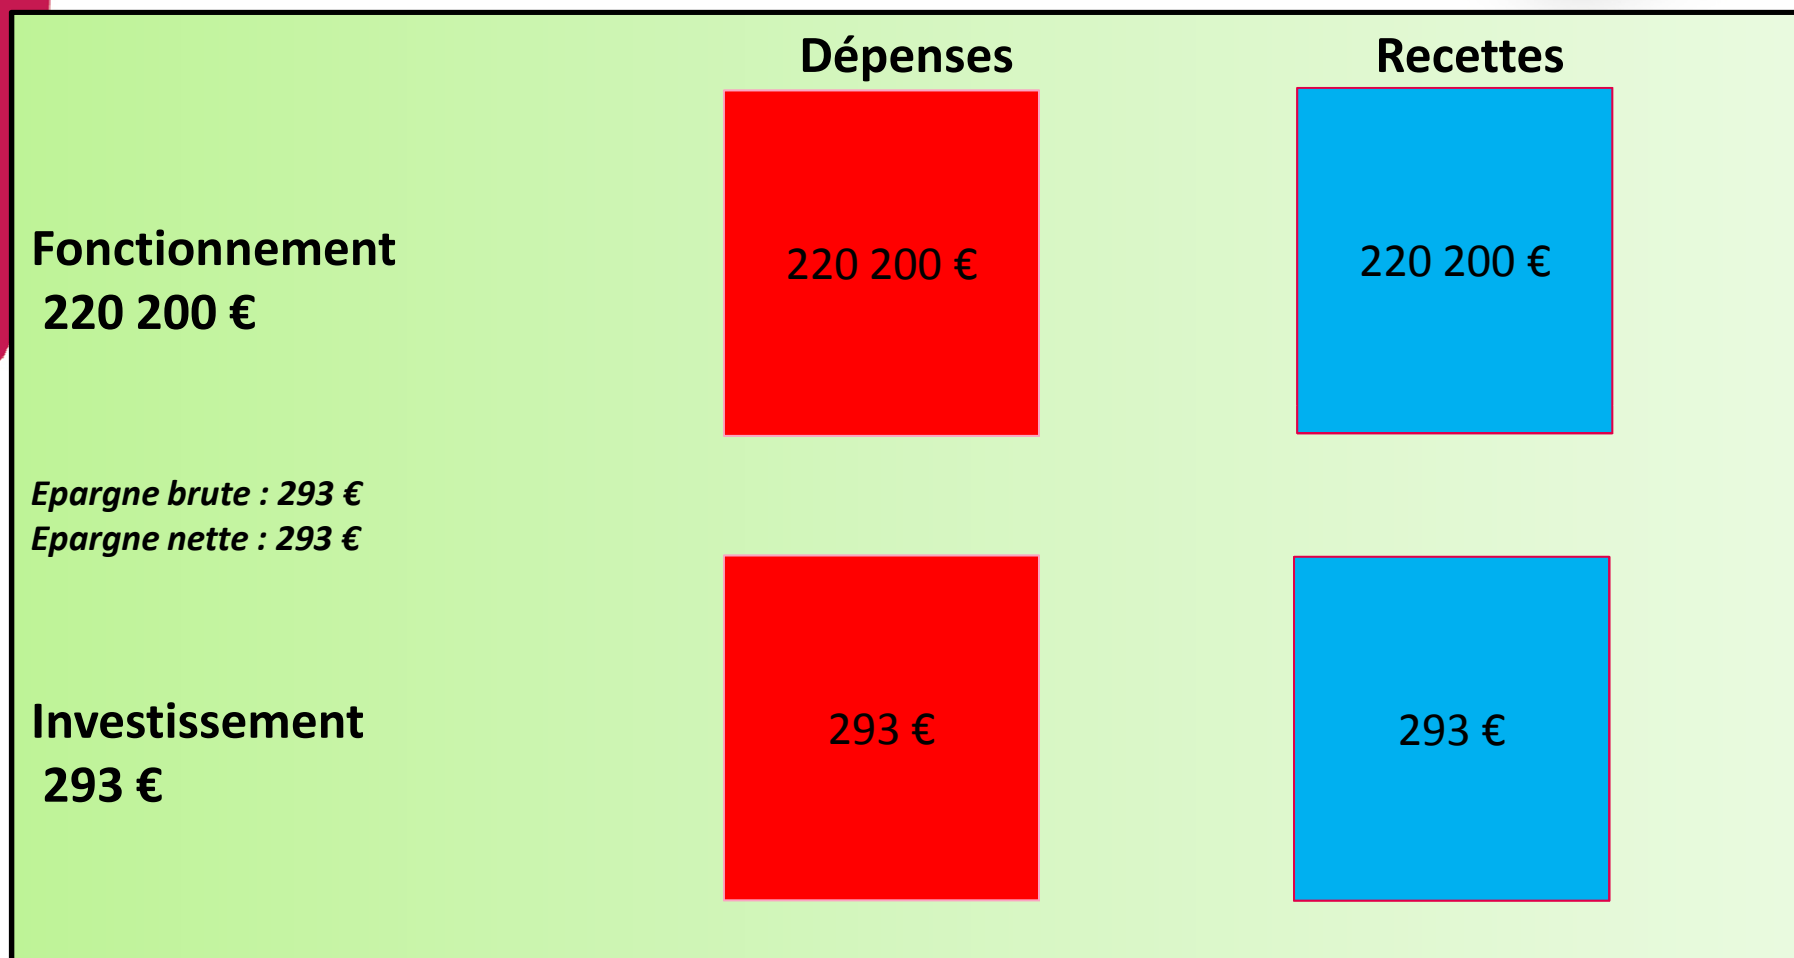 Dépenses
Recettes
220 200 €
220 200 €
Fonctionnement
220 200 €
Epargne brute : 293 €
Epargne nette : 293 €
293 €
293 €
Investissement
293 €